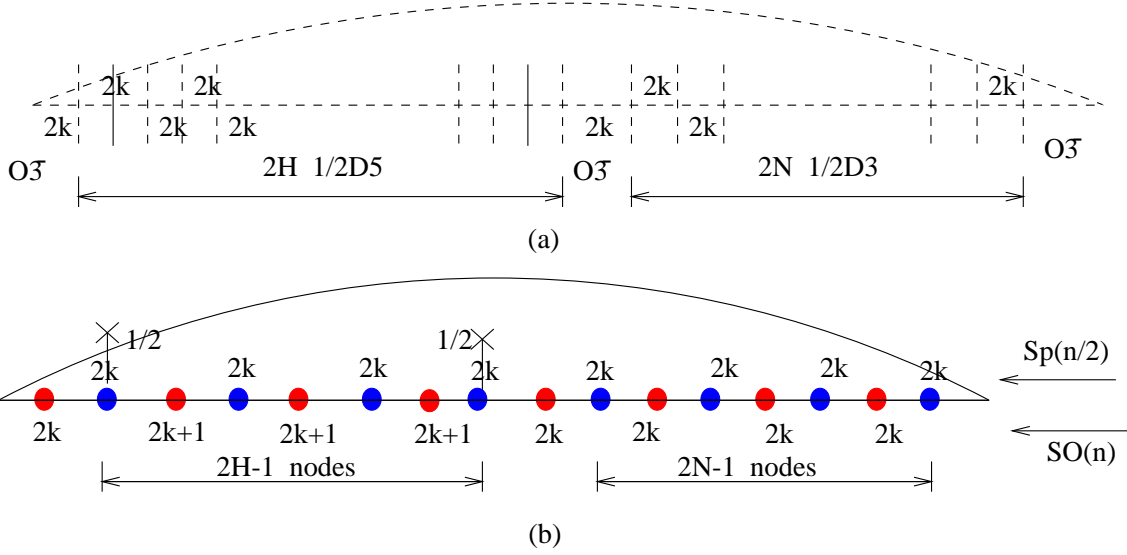 2k 2k 2k 2k
2k 2k 2k 2k 2k
O3̃ 2H 1/2D5 O3̃ 2N 1/2D3 O3̃
(a)
1/2 1/2
Sp(n/2)
2k 2k 2k 2k 2k 2k 2k 2k
2k 2k+1 2k+1 2k+1 2k 2k 2k 2k
SO(n)
2H-1 nodes 2N-1 nodes
(b)